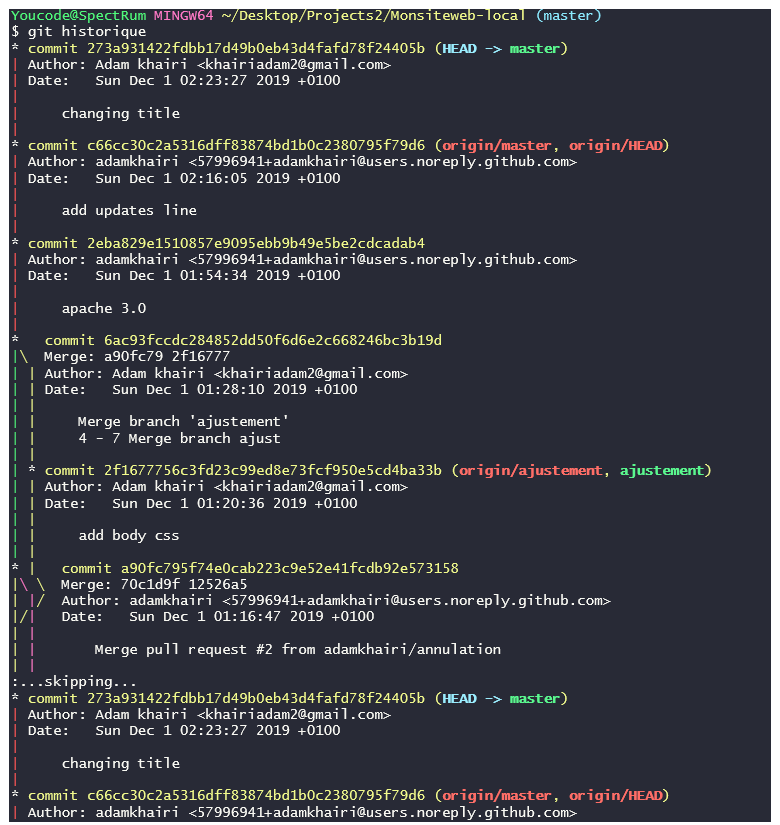 Youcode@SpectRum MINGW64 ~/Desktop/Projects2/Monsiteweb-local (master)
$ git historique
* commit 273a931422fdbb17d49b0eb43d4fafd78f24405b (HEAD -> master)
| Author: Adam khairi <khairiadam2@gmail.com>
| Date:   Sun Dec 1 02:23:27 2019 +0100
|
|     changing title
|
* commit c66cc30c2a5316dff83874bd1b0c2380795f79d6 (origin/master, origin/HEAD)
| Author: adamkhairi <57996941+adamkhairi@users.noreply.github.com>
| Date:   Sun Dec 1 02:16:05 2019 +0100
|
|     add updates line
|
* commit 2eba829e1510857e9095ebb9b49e5be2cdcadab4
| Author: adamkhairi <57996941+adamkhairi@users.noreply.github.com>
| Date:   Sun Dec 1 01:54:34 2019 +0100
|
|     apache 3.0
|
*   commit 6ac93fccdc284852dd50f6d6e2c668246bc3b19d
|\  Merge: a90fc79 2f16777
| | Author: Adam khairi <khairiadam2@gmail.com>
| | Date:   Sun Dec 1 01:28:10 2019 +0100
| |
| |     Merge branch 'ajustement'
| |     4 - 7 Merge branch ajust
| |
| * commit 2f1677756c3fd23c99ed8e73fcf950e5cd4ba33b (origin/ajustement, ajustement)
| | Author: Adam khairi <khairiadam2@gmail.com>
| | Date:   Sun Dec 1 01:20:36 2019 +0100
| |
| |     add body css
| |
* |   commit a90fc795f74e0cab223c9e52e41fcdb92e573158
|\ \  Merge: 70c1d9f 12526a5
| |/  Author: adamkhairi <57996941+adamkhairi@users.noreply.github.com>
|/|   Date:   Sun Dec 1 01:16:47 2019 +0100
| |
| |       Merge pull request #2 from adamkhairi/annulation
| |
:...skipping...
* commit 273a931422fdbb17d49b0eb43d4fafd78f24405b (HEAD -> master)
| Author: Adam khairi <khairiadam2@gmail.com>
| Date:   Sun Dec 1 02:23:27 2019 +0100
|
|     changing title
|
* commit c66cc30c2a5316dff83874bd1b0c2380795f79d6 (origin/master, origin/HEAD)
| Author: adamkhairi <57996941+adamkhairi@users.noreply.github.com>